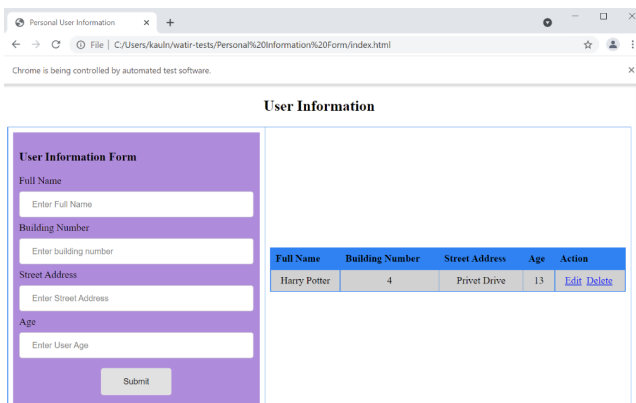 Personal User Information
File | C:/Users/kauln/watir-tests/Personal%20Information%20Form/index.html
Chrome is being controlled by automated test software.
User Information
User Information Form
Full Name
Enter Full Name
Building Number
Enter building number
Street Address
Enter Street Address
Age
Enter User Age
Submit
Full Name Building Number Street Address Age Action
Harry Potter 4 Privet Drive 13 Edit Delete